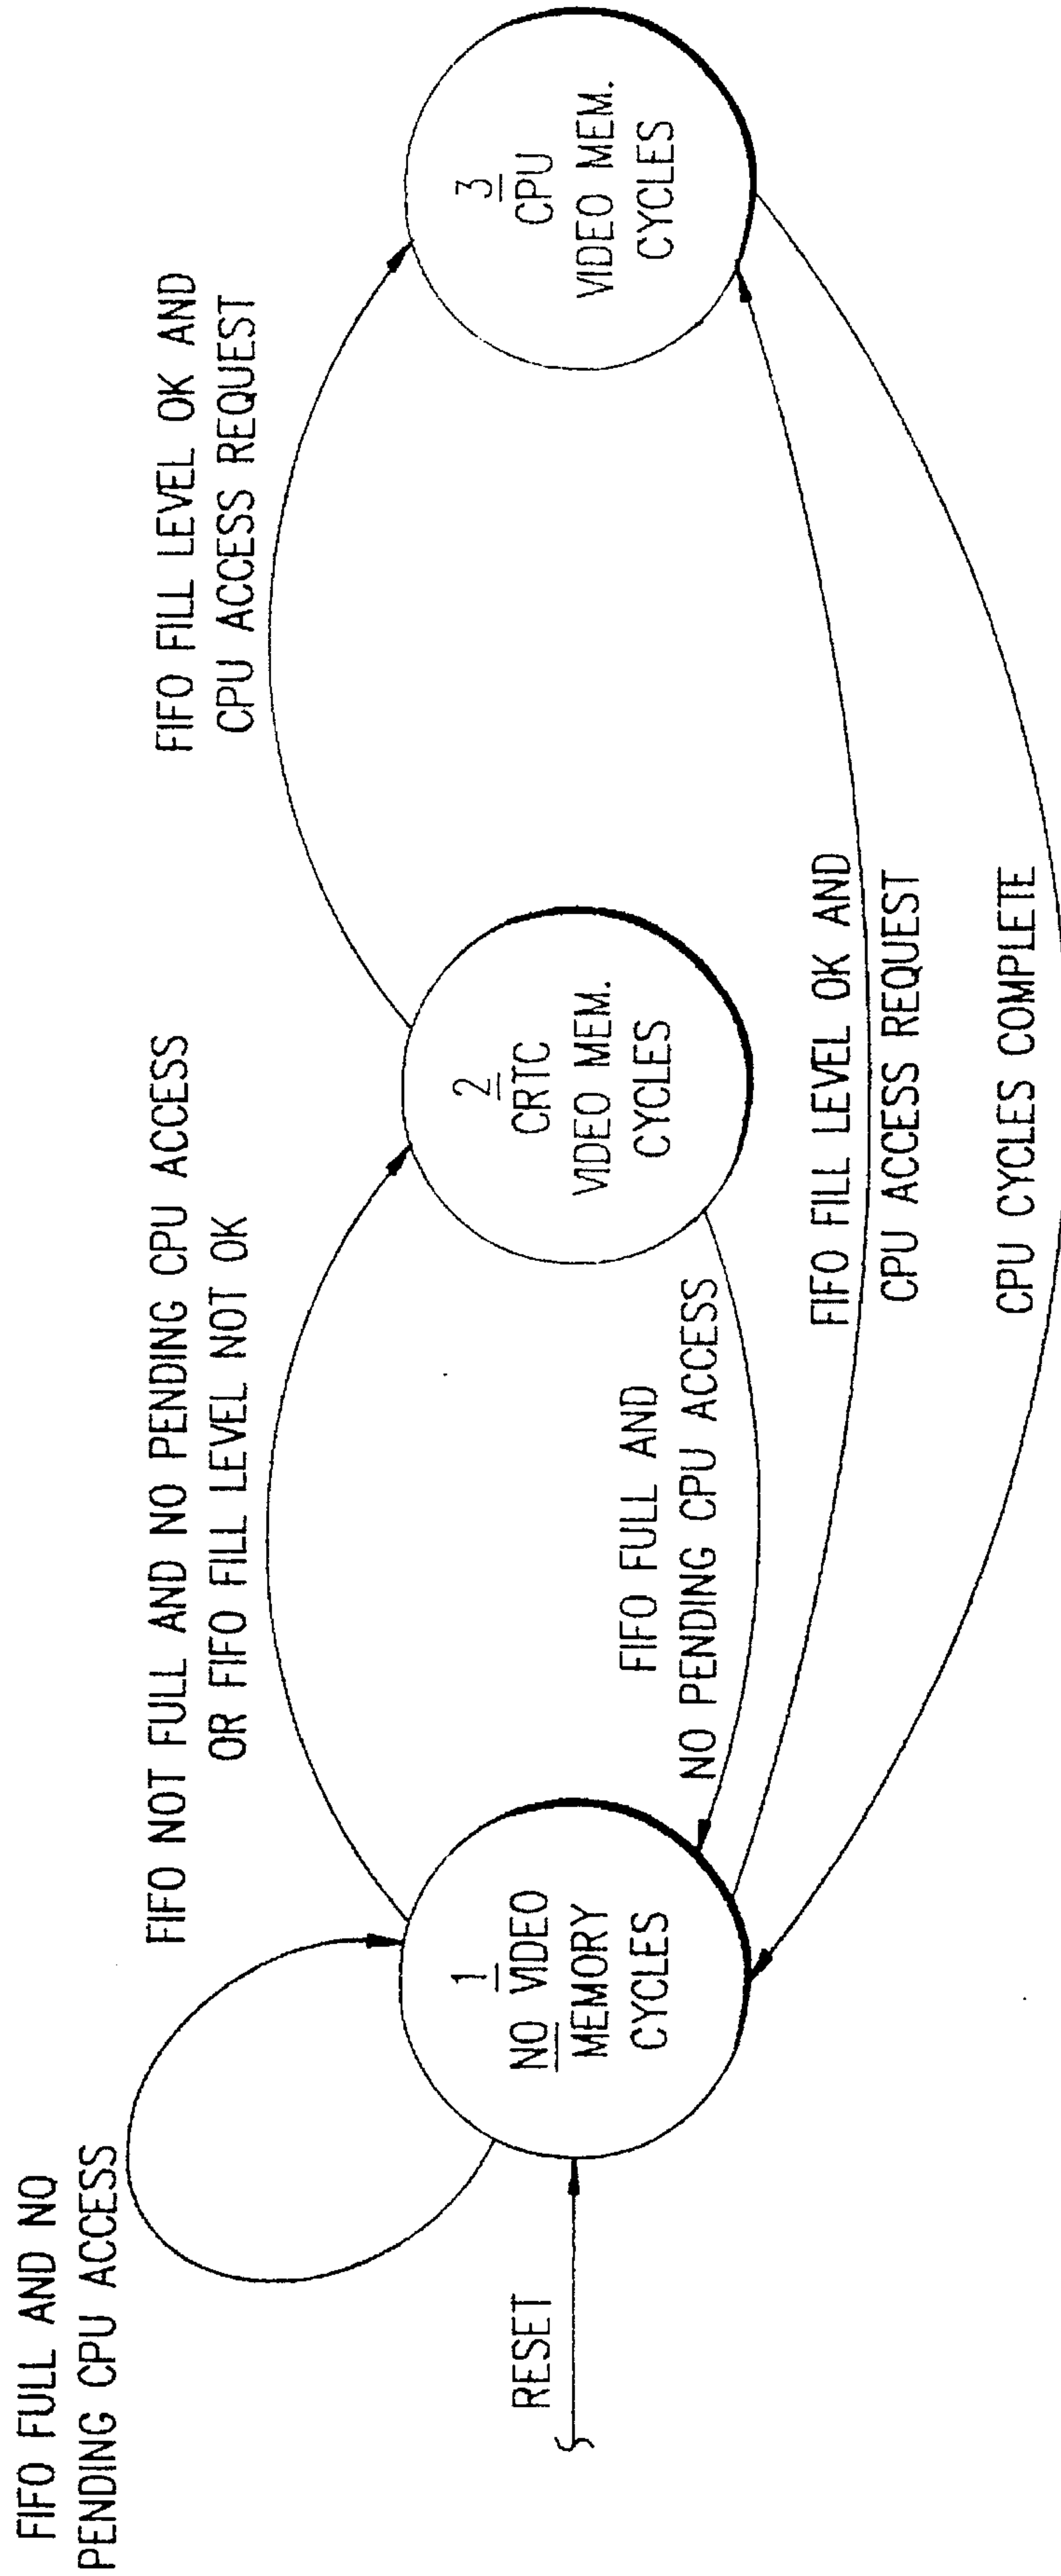 FIFO FULL AND NO
PENDING CPU ACCESS
RESET
1
NO VIDEO
MEMORY
CYCLES
FIFO NOT FULL AND NO PENDING CPU ACCESS
OR FIFO FILL LEVEL NOT OK
FIFO FULL AND
NO PENDING CPU ACCESS
2
CRTC
VIDEO MEM.
CYCLES
FIFO FILL LEVEL OK AND
CPU ACCESS REQUEST
FIFO FILL LEVEL OK AND
CPU ACCESS REQUEST
CPU CYCLES COMPLETE
3
CPU
VIDEO MEM.
CYCLES